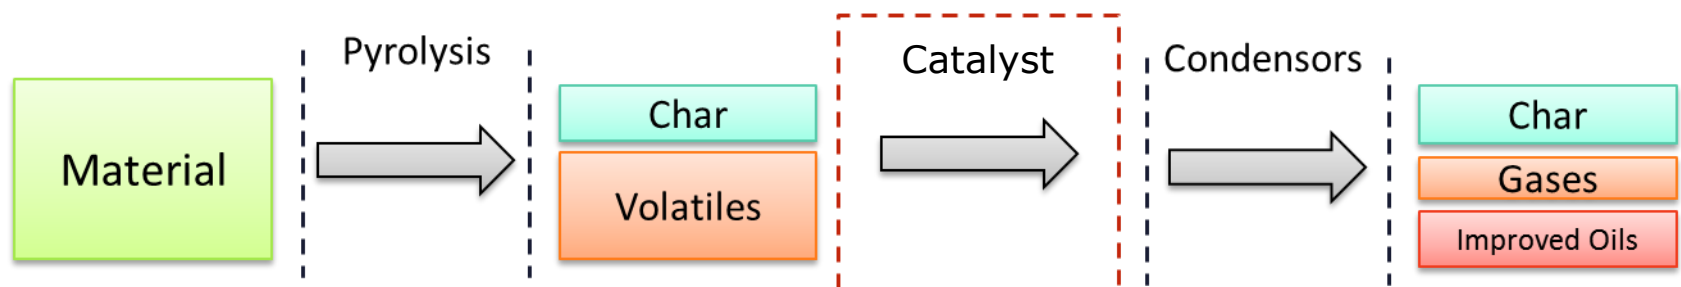 Material
Pyrolysis
Char
Volatiles
Catalyst
Condensors
Char
Gases
Improved Oils